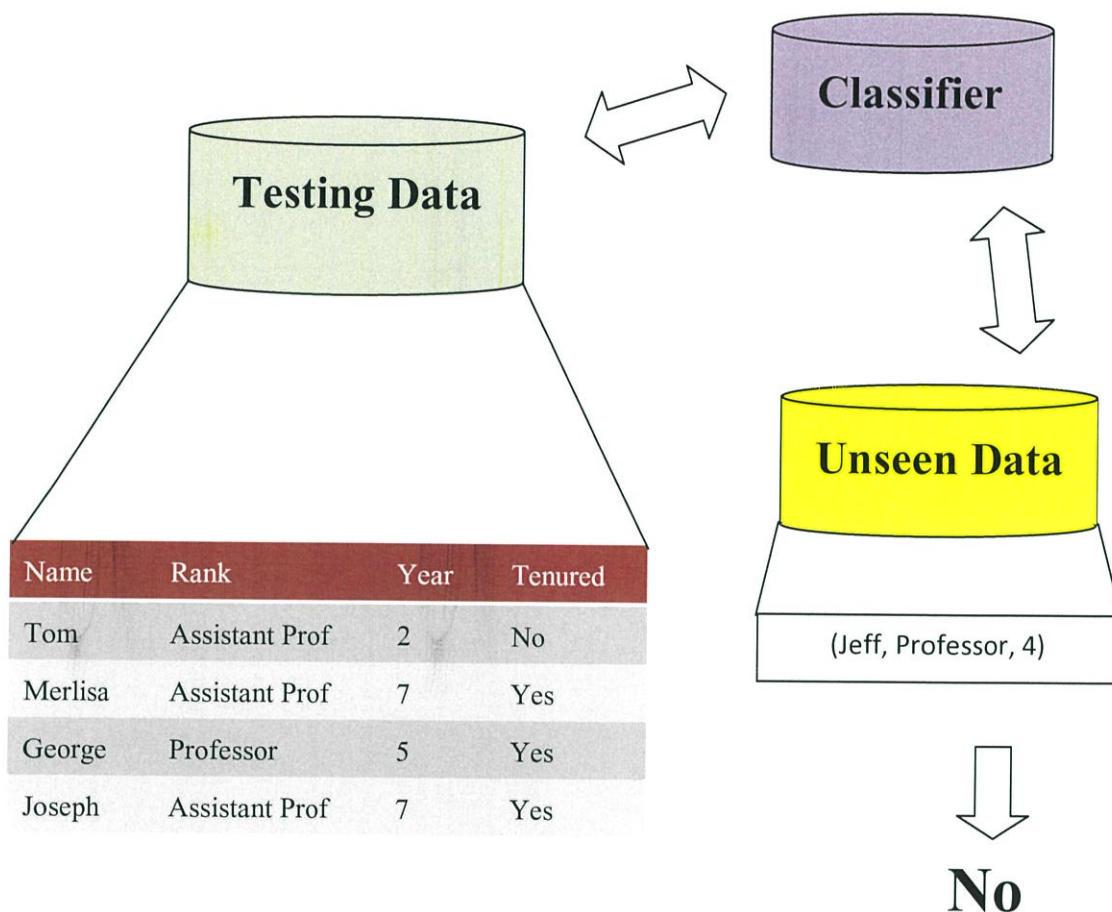 Classifier
Testing Data
Unseen Data
Name Rank Year Tenured
Tom Assistant Prof 2 No
Merlisa Assistant Prof 7 Yes
George Professor 5 Yes
Joseph Assistant Prof 7 Yes
(Jeff, Professor, 4)
No